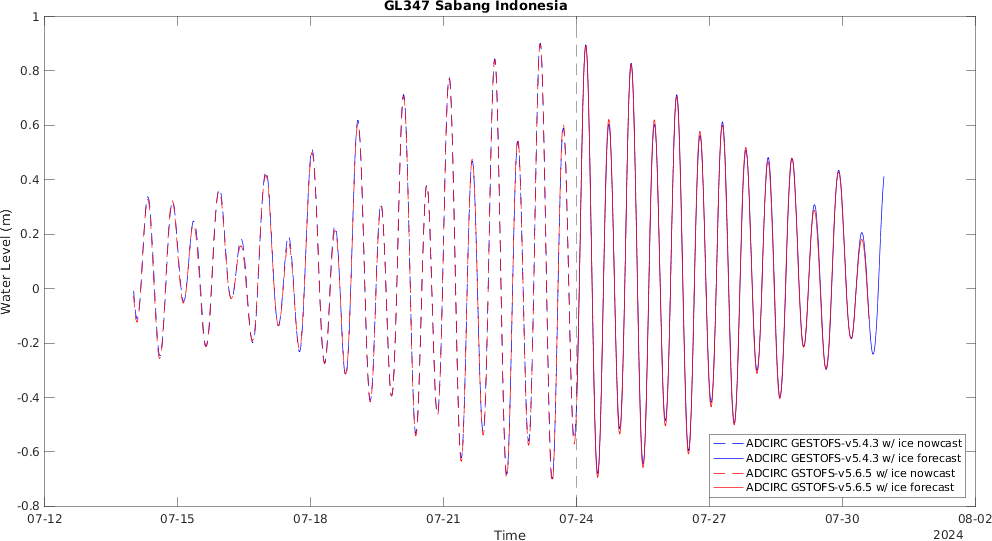 GL347 Sabang Indonesia
1
0.8
0.6
0.4
0.2
0
-0.2
-0.4
-0.6
-0.8
Water Level (m)
07-12 07-15 07-18 07-21 07-24 07-27 07-30 08-02
Time
2024
ADCIRC GESTOFS-v5.4.3 w/ ice nowcast
ADCIRC GESTOFS-v5.4.3 w/ ice forecast
ADCIRC GSTOFS-v5.6.5 w/ ice nowcast
ADCIRC GSTOFS-v5.6.5 w/ ice forecast